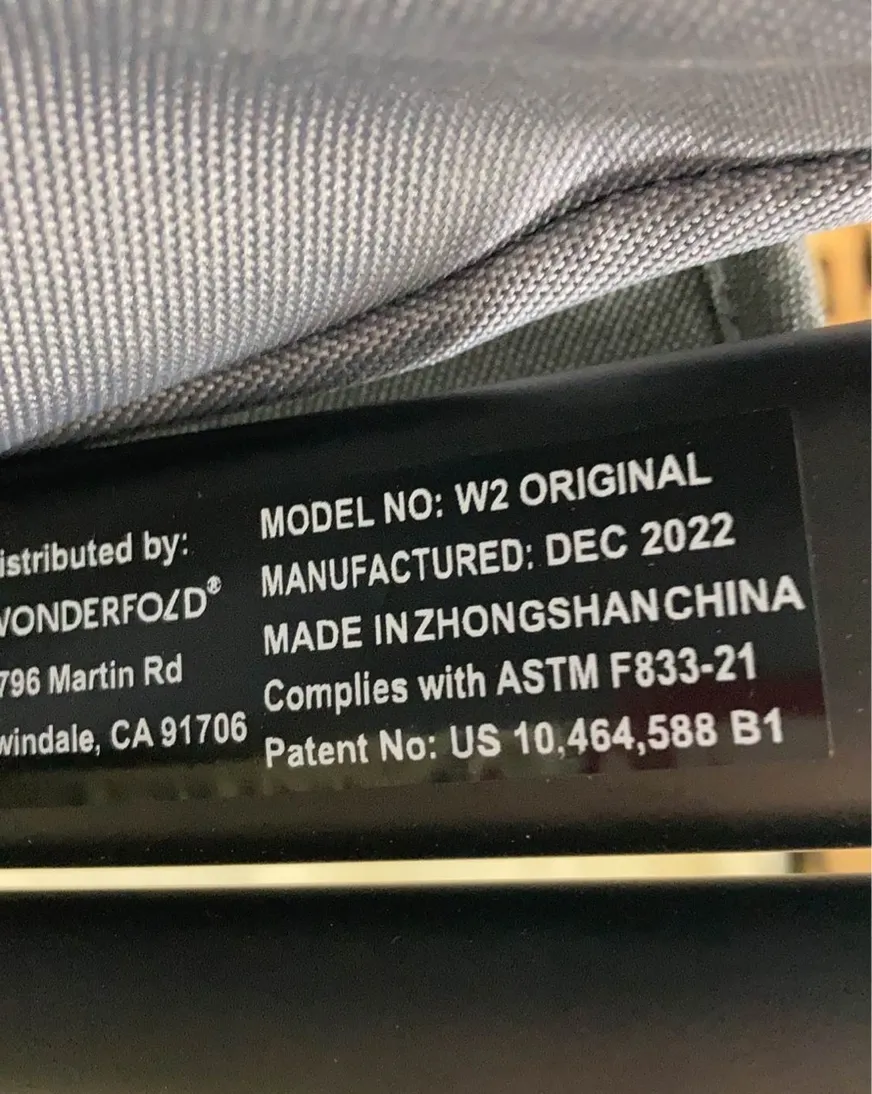 istributed by:
WONDERFOLD®
796 Martin Rd
windale, CA 91706
MODEL NO: W2 ORIGINAL
MANUFACTURED: DEC 2022
MADE IN ZHONGSHAN CHINA
Complies with ASTM F833-21
Patent No: US 10,464,588 B1